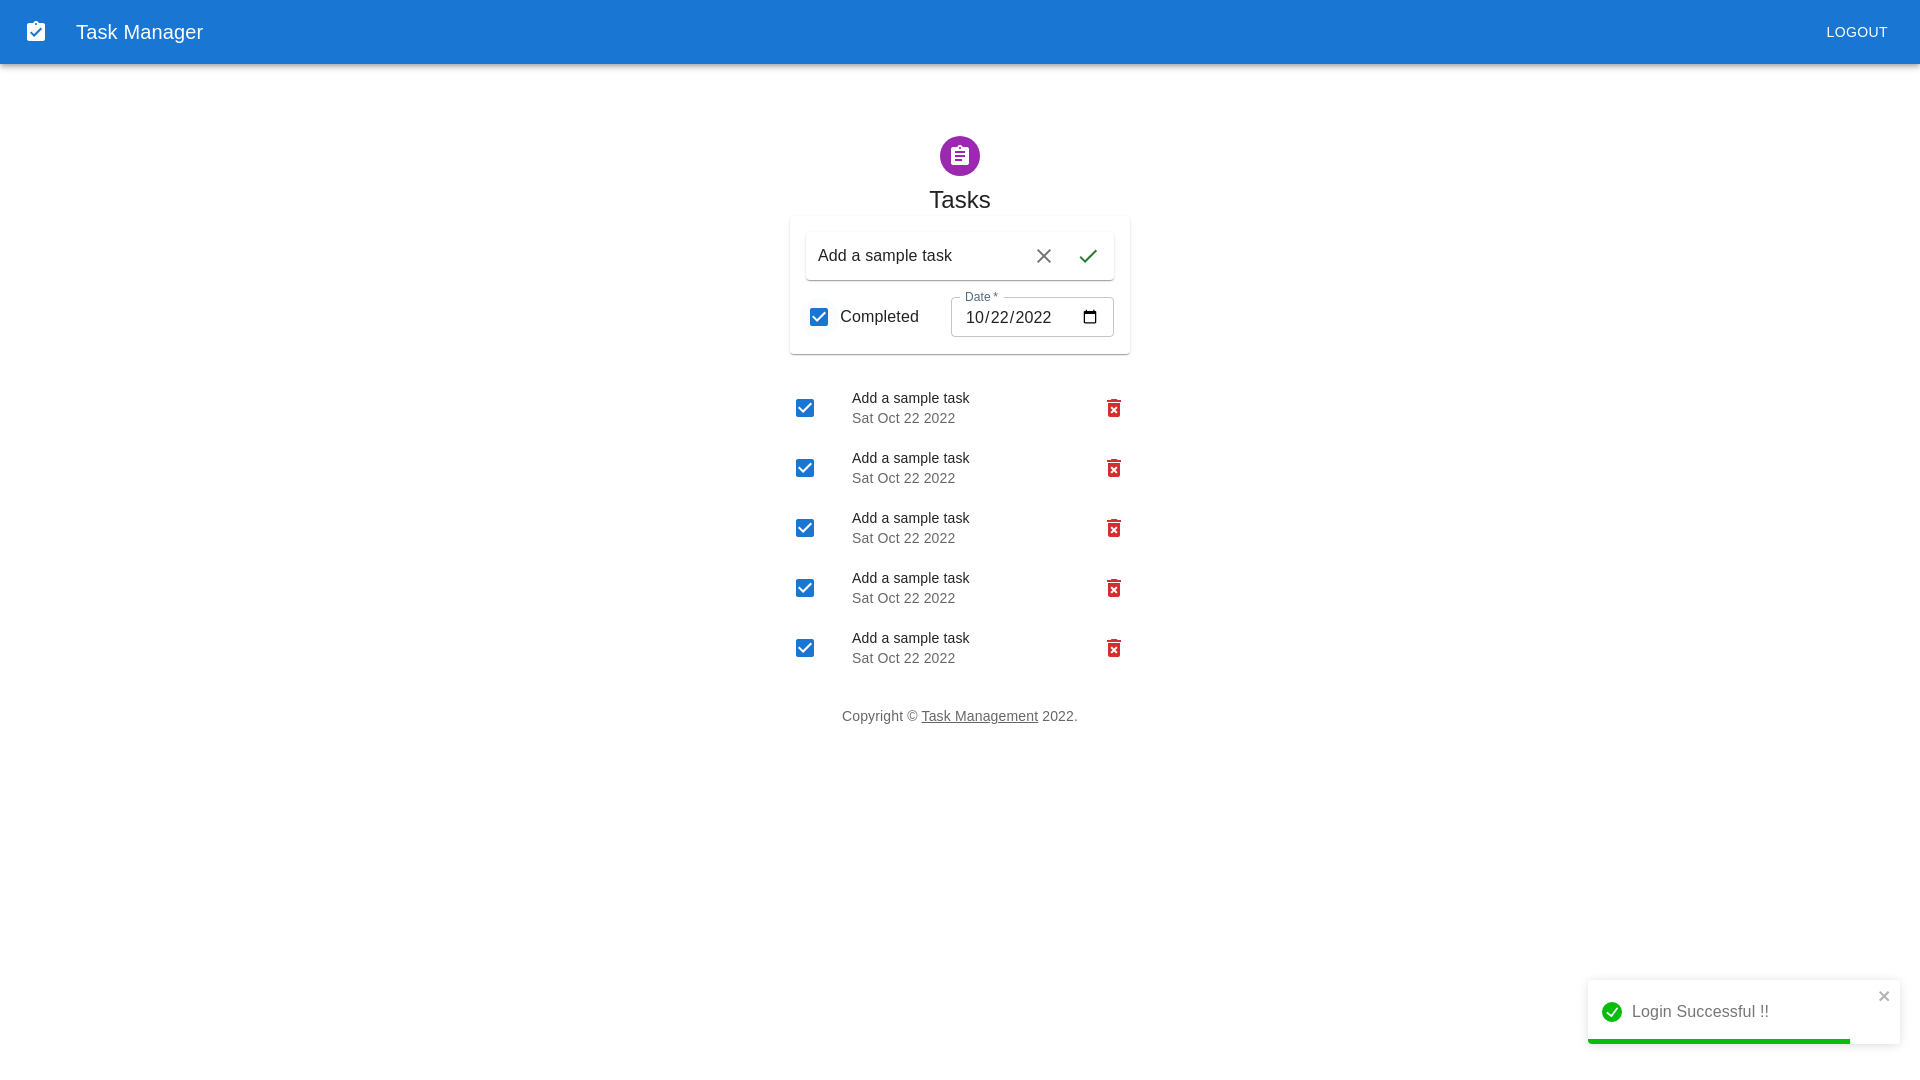 Task Manager
LOGOUT
Tasks
Add a sample task
Date *
Completed
10/22/2022
Add a sample task
Sat Oct 22 2022
Add a sample task
Sat Oct 22 2022
Add a sample task
Sat Oct 22 2022
Add a sample task
Sat Oct 22 2022
Add a sample task
Sat Oct 22 2022
Copyright © Task Management 2022.
Login Successful !!